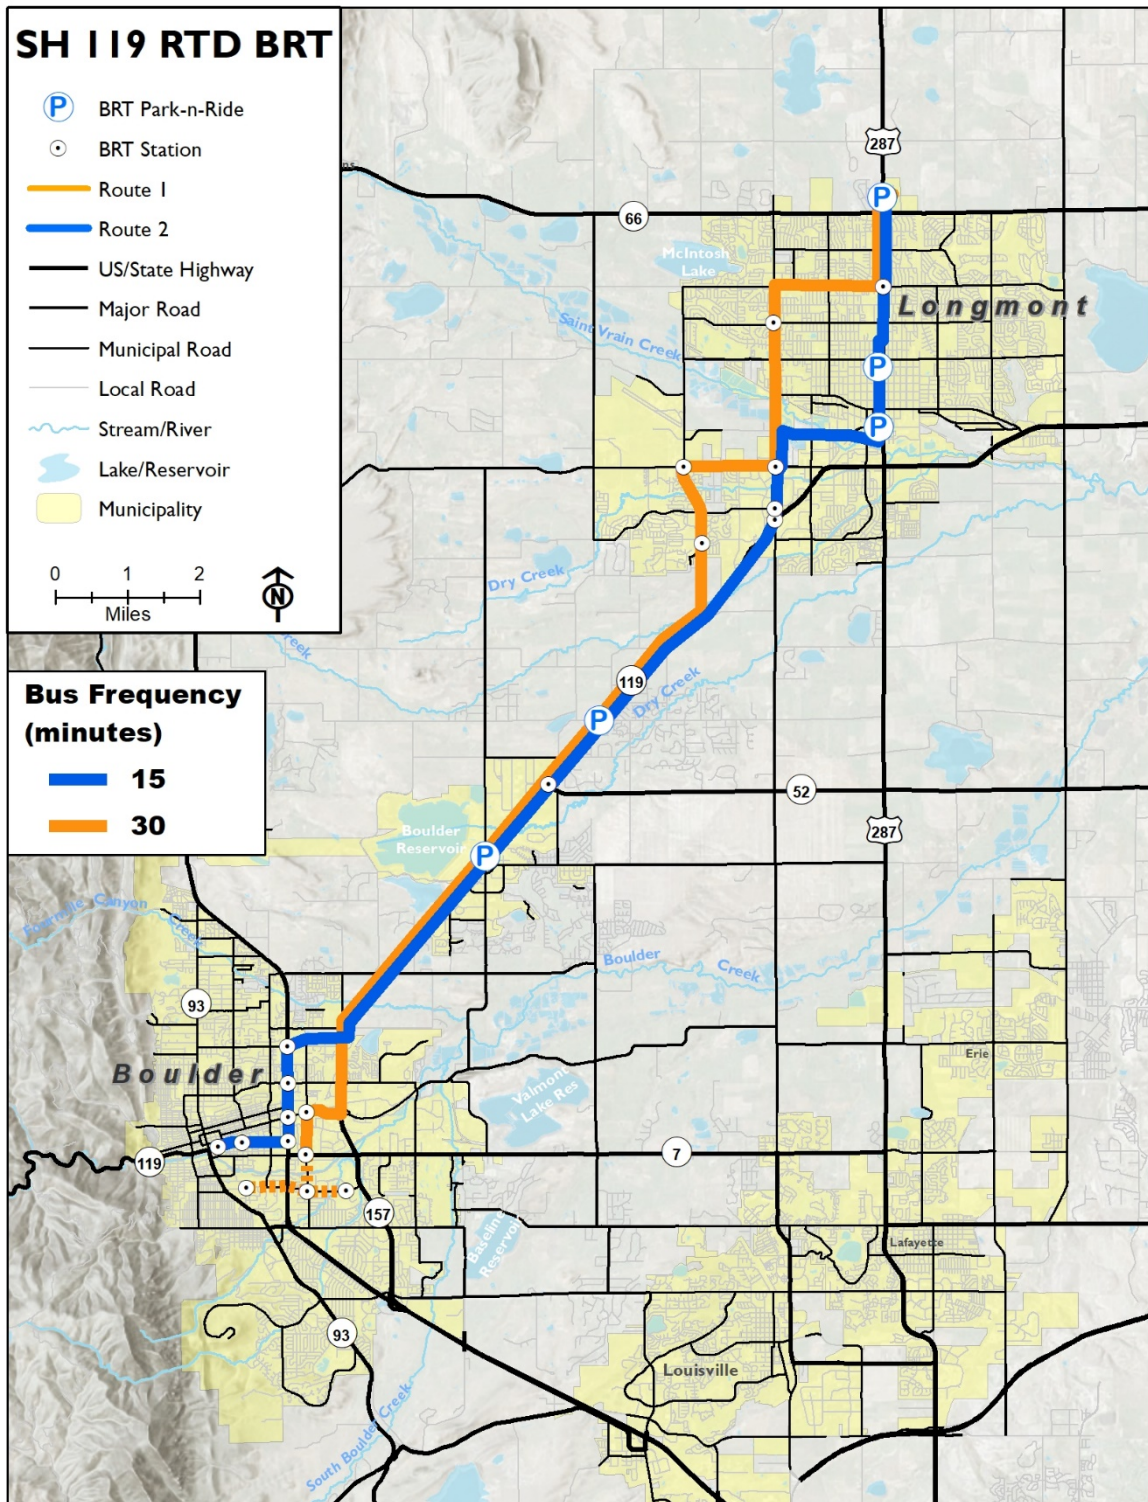 SH 119 RTD BRT
P BRT Park-n-Ride
BRT Station
Route 1
Route 2
US/State Highway
Major Road
Municipal Road
Local Road
Stream/River
Lake/Reservoir
Municipality
0 1 2
Miles
N
Bus Frequency
(minutes)
15
30
287
P
66
McIntosh
Lake
Longmont
Saint Vrain Creek
P
P
Dry Creek
Creek
119
Dry Creek
P
52
287
Boulder
Reservoir
P
Fourmile Canyon
Creek
Boulder
Creek
93
Erie
Boulder
Valmont
Lake Res
119
7
157
Baseline
Reservoir
Lafayette
93
Louisville
South Boulder Creek